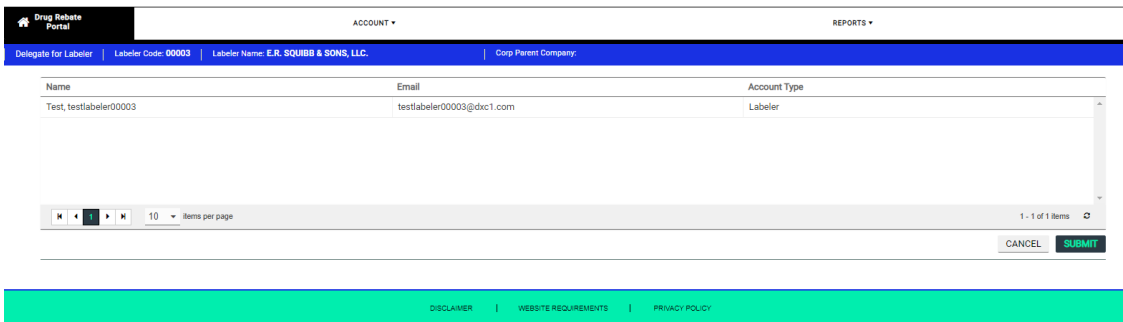 Drug Rebate
Portal
ACCOUNT ▾
REPORTS ▾
Delegate for Labeler | Labeler Code: 00003 | Labeler Name: E.R. SQUIBB & SONS, LLC. | Corp Parent Company:
Name Email Account Type
Test, testlabeler00003 testlabeler00003@dxc1.com Labeler
1 10 items per page 1 - 1 of 1 items
CANCEL SUBMIT
DISCLAIMER | WEBSITE REQUIREMENTS | PRIVACY POLICY